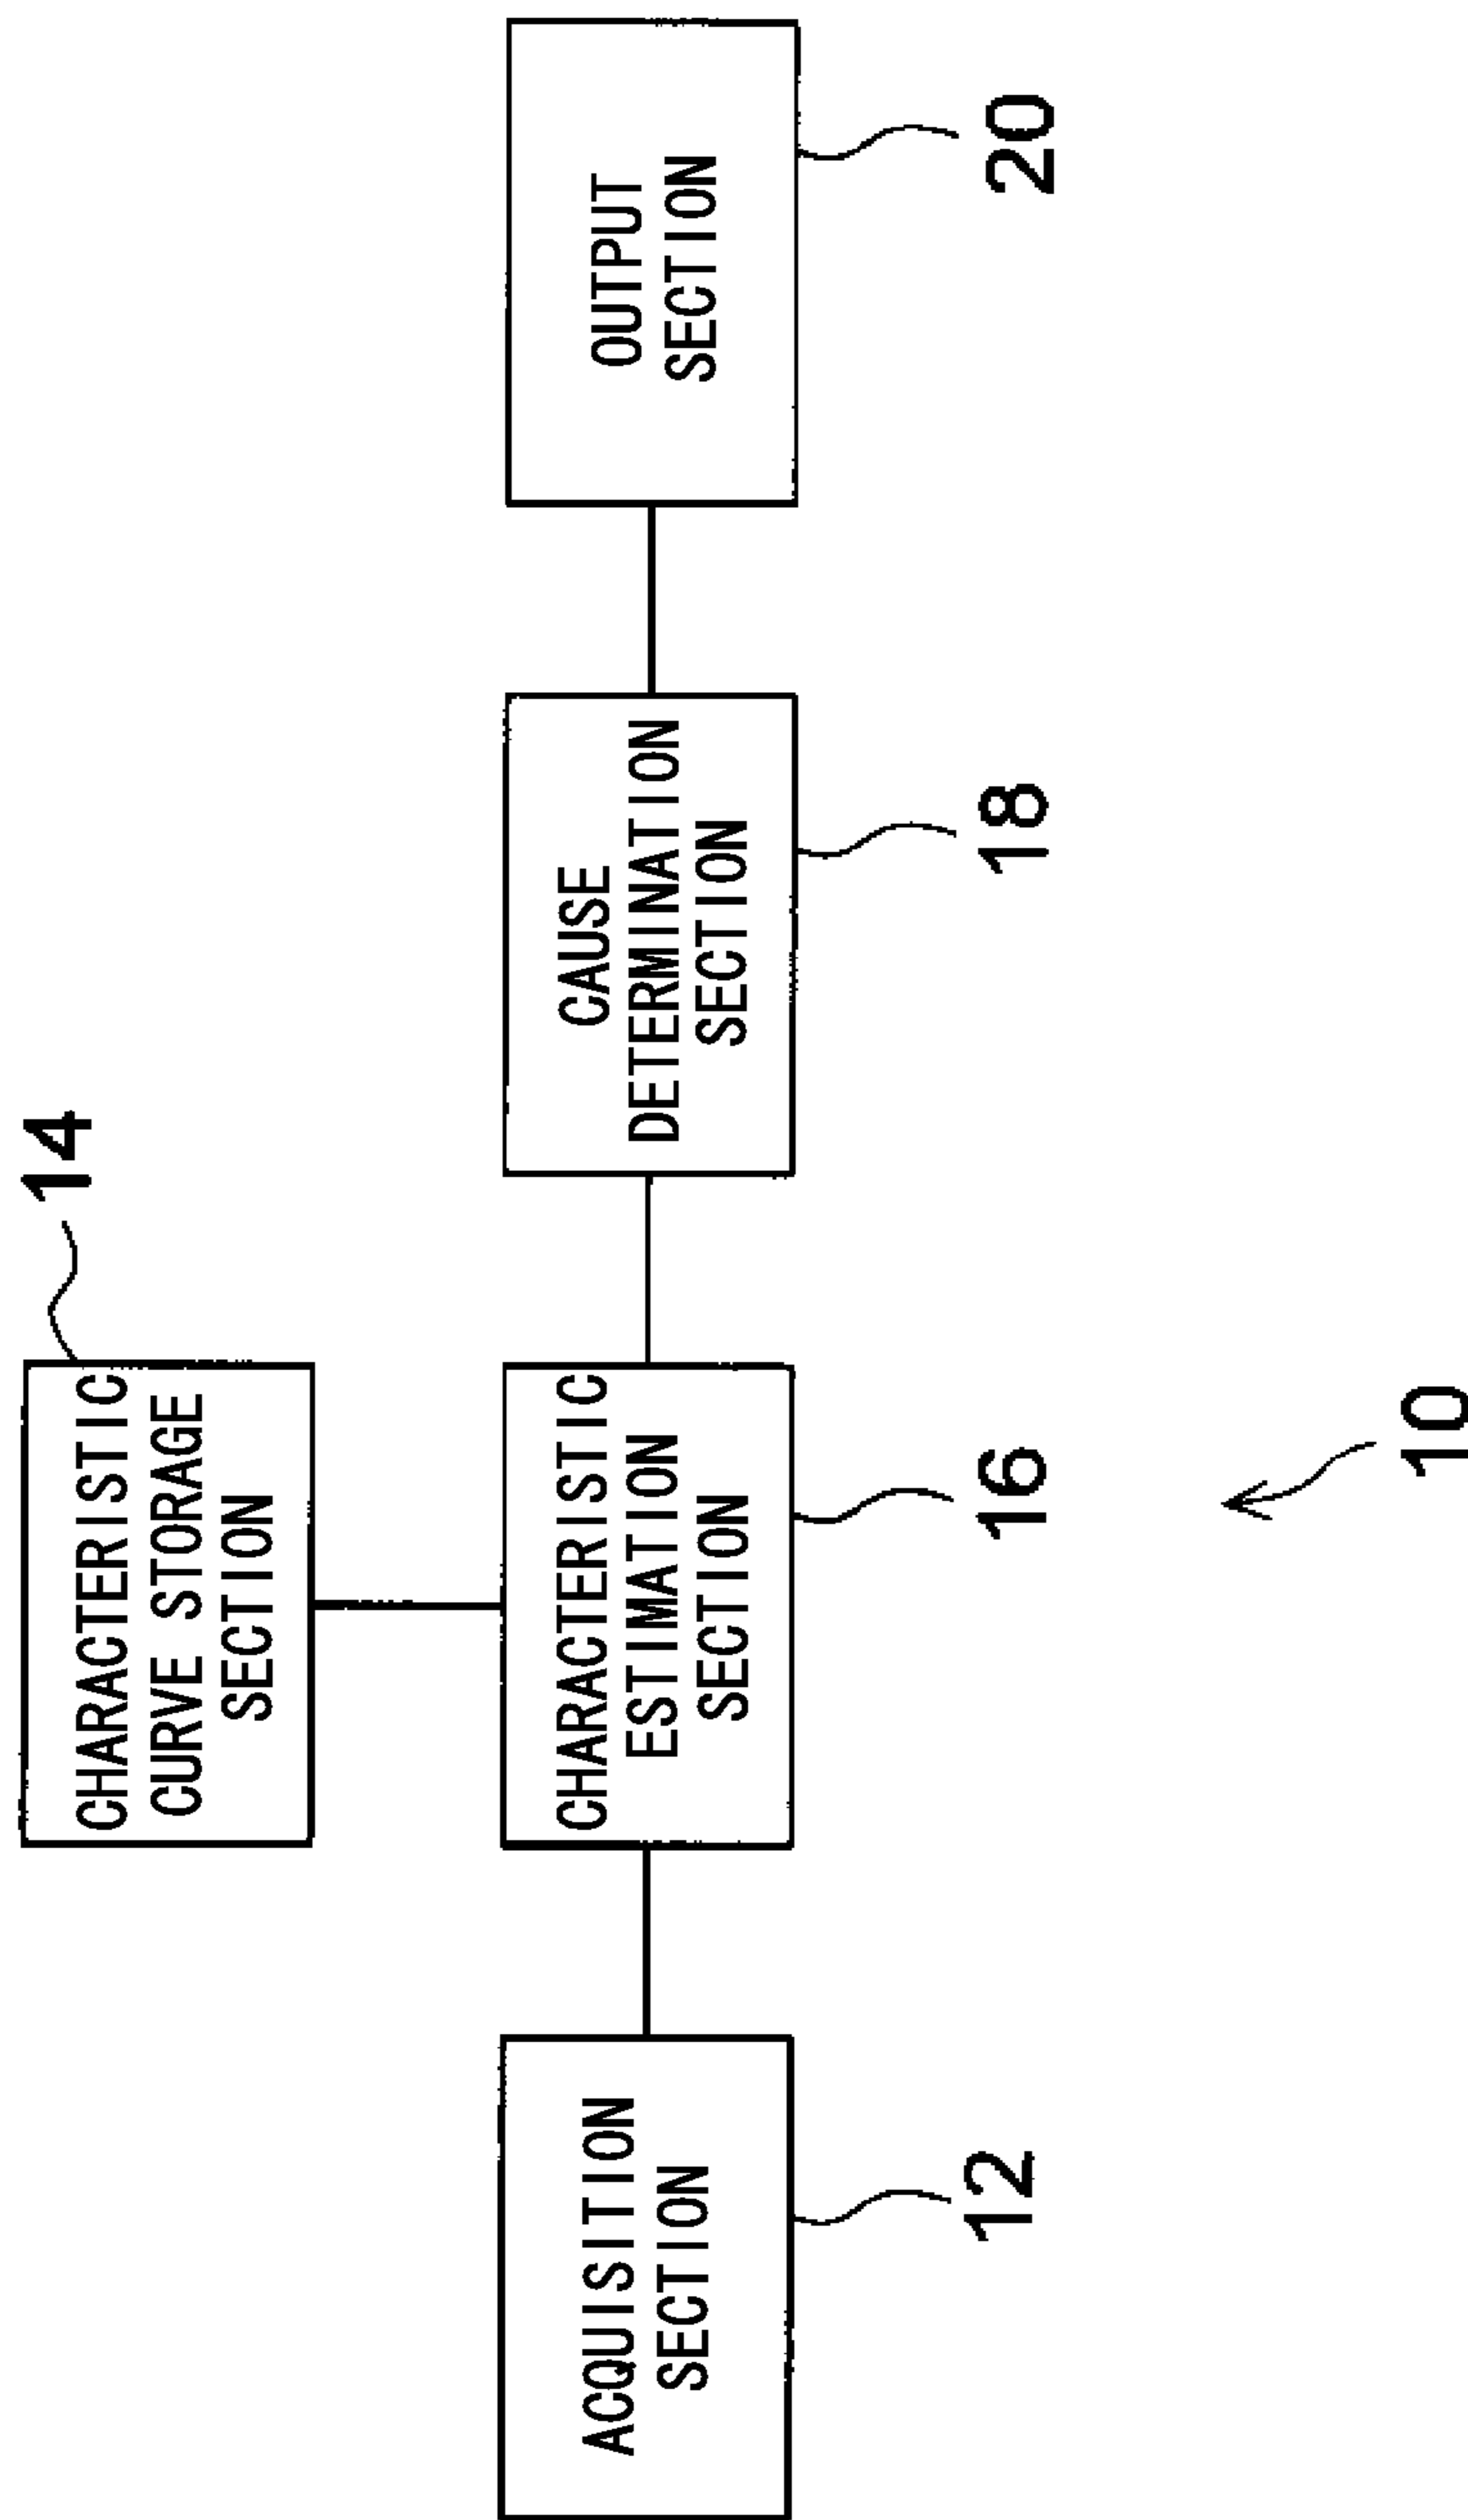 14
CHARACTERISTIC
CURVE STORAGE
SECTION
ACQUISITION
SECTION
CHARACTERISTIC
ESTIMATION
SECTION
CAUSE
DETERMINATION
SECTION
OUTPUT
SECTION
12
16
18
20
10